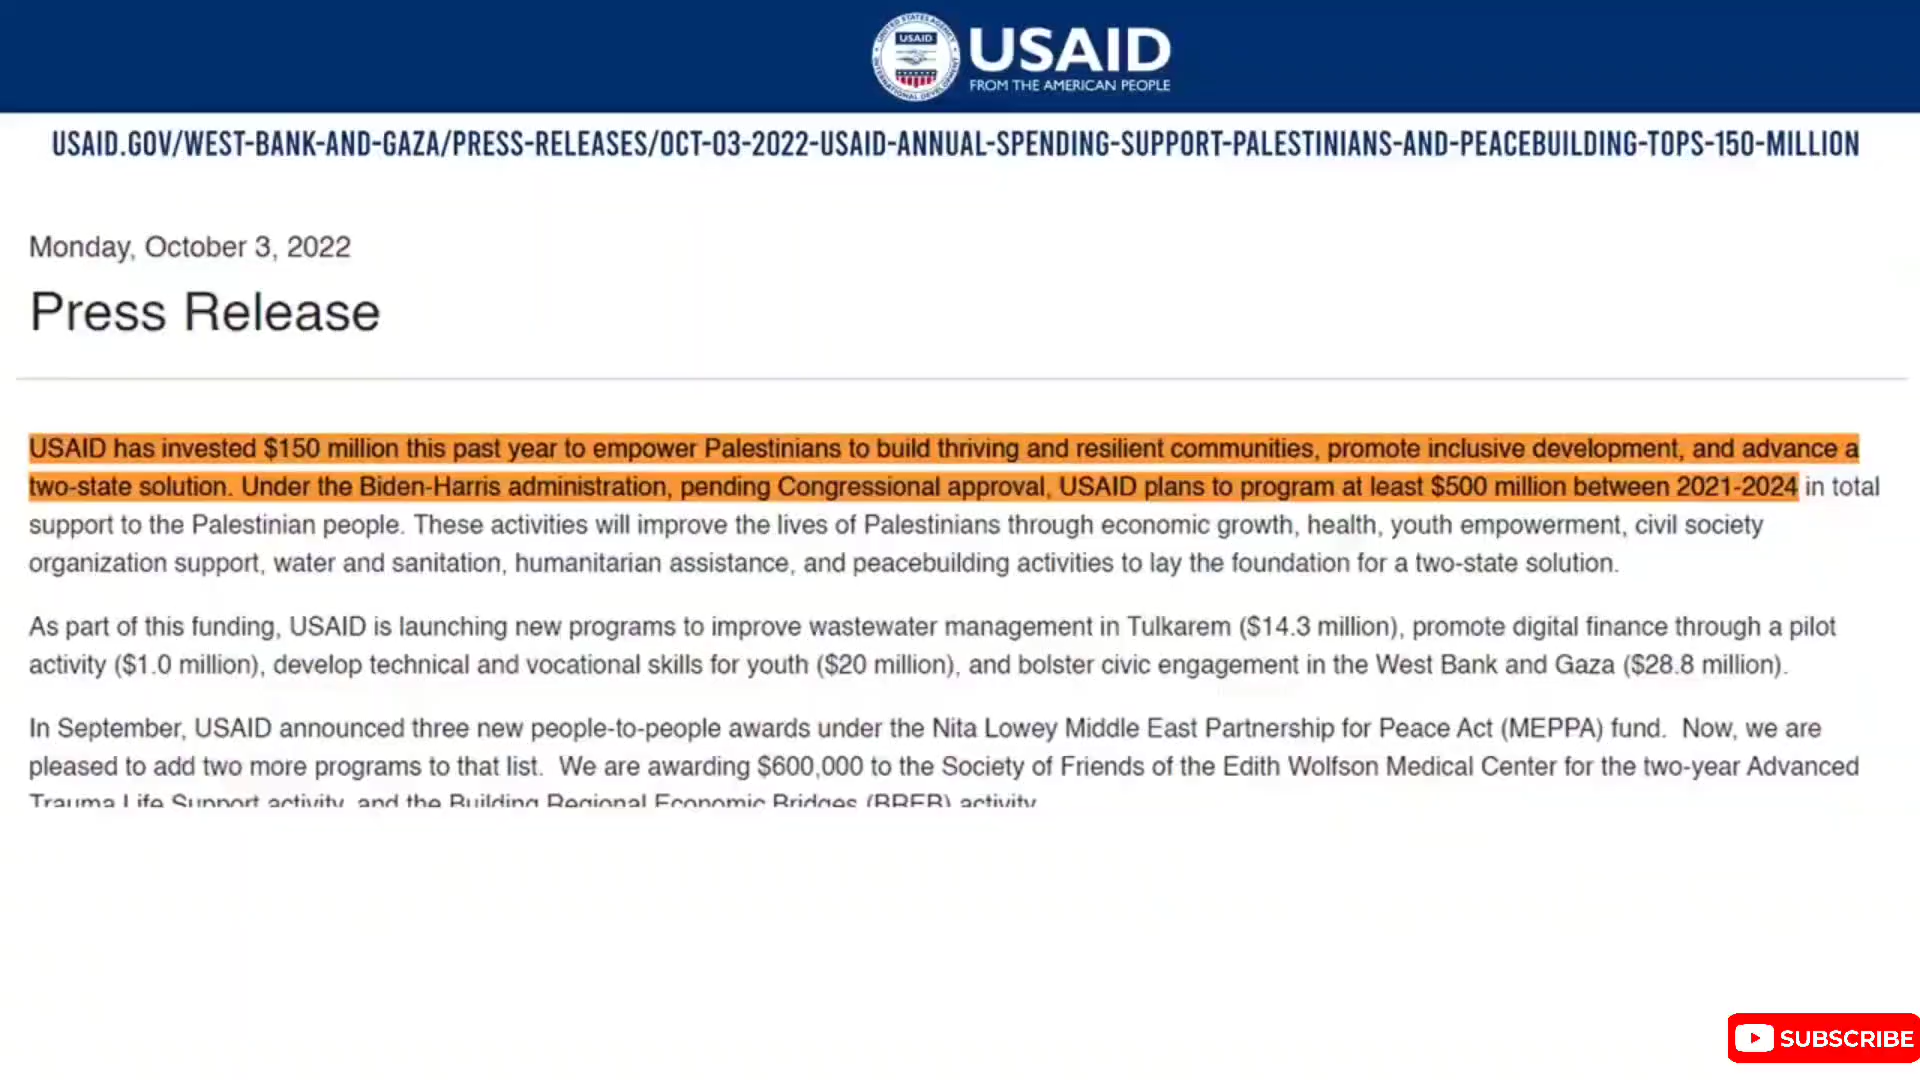 USAID
USAID
FROM THE AMERICAN PEOPLE
USAID.GOV/WEST-BANK-AND-GAZA/PRESS-RELEASES/OCT-03-2022-USAID-ANNUAL-SPENDING-SUPPORT-PALESTINIANS-AND-PEACEBUILDING-TOPS-150-MILLION
Monday, October 3, 2022
Press Release
USAID has invested $150 million this past year to empower Palestinians to build thriving and resilient communities, promote inclusive development, and advance a
two-state solution. Under the Biden-Harris administration, pending Congressional approval, USAID plans to program at least $500 million between 2021-2024 in total
support to the Palestinian people. These activities will improve the lives of Palestinians through economic growth, health, youth empowerment, civil society
organization support, water and sanitation, humanitarian assistance, and peacebuilding activities to lay the foundation for a two-state solution.
As part of this funding, USAID is launching new programs to improve wastewater management in Tulkarem ($14.3 million), promote digital finance through a pilot
activity ($1.0 million), develop technical and vocational skills for youth ($20 million), and bolster civic engagement in the West Bank and Gaza ($28.8 million).
In September, USAID announced three new people-to-people awards under the Nita Lowey Middle East Partnership for Peace Act (MEPPA) fund. Now, we are
pleased to add two more programs to that list. We are awarding $600,000 to the Society of Friends of the Edith Wolfson Medical Center for the two-year Advanced
Trauma Life Support activity, and the Building Regional Economic Bridges (BREB) activity.
SUBSCRIBE